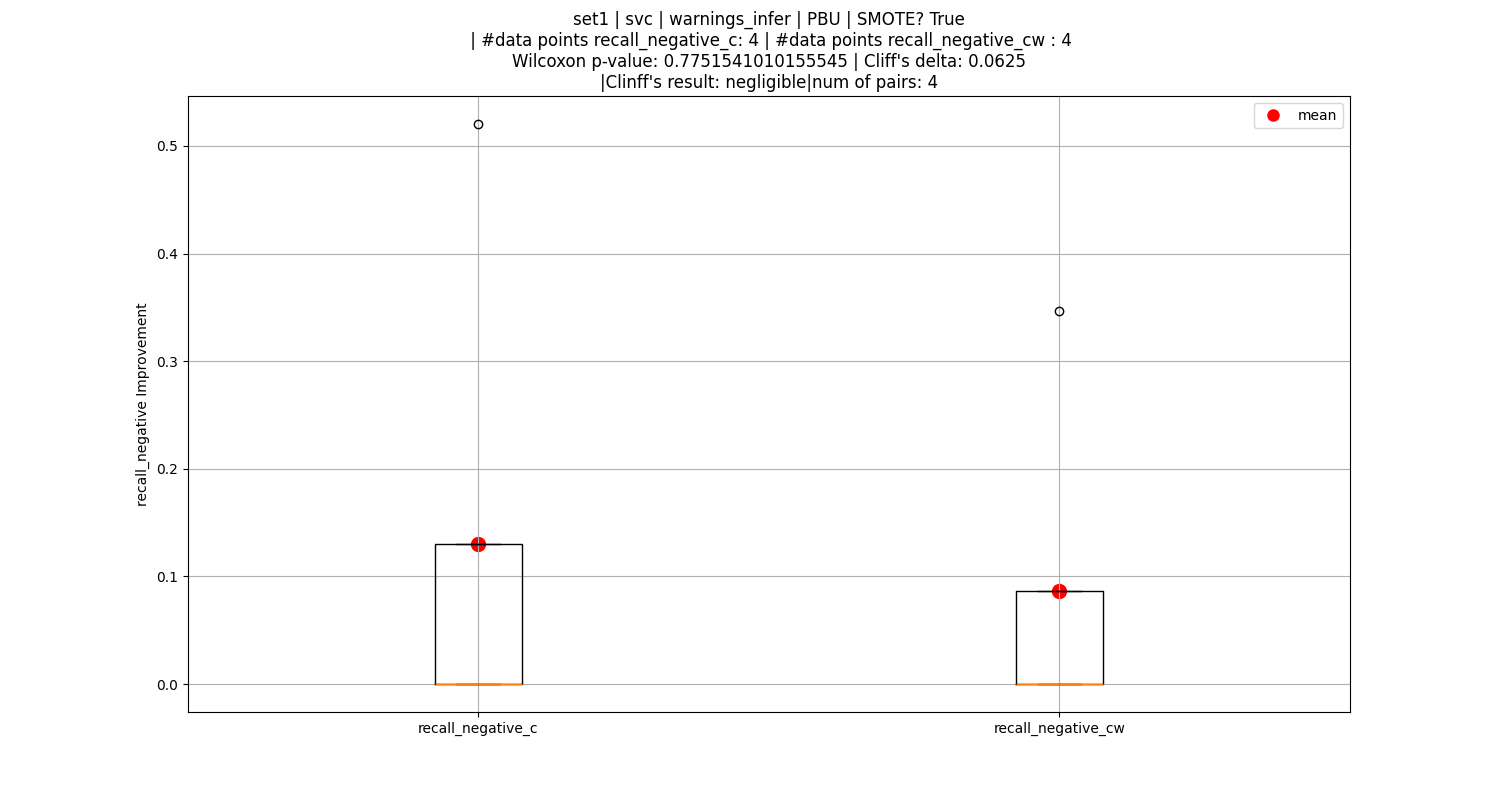 set1 | svc | warnings_infer | PBU | SMOTE? True
| #data points recall_negative_c: 4 | #data points recall_negative_cw : 4
Wilcoxon p-value: 0.7751541010155545 | Cliff's delta: 0.0625
|Clinff's result: negligible|num of pairs: 4
mean
0.5
0.4
0.3
0.2
0.1
0.0
recall_negative Improvement
recall_negative_c
recall_negative_cw